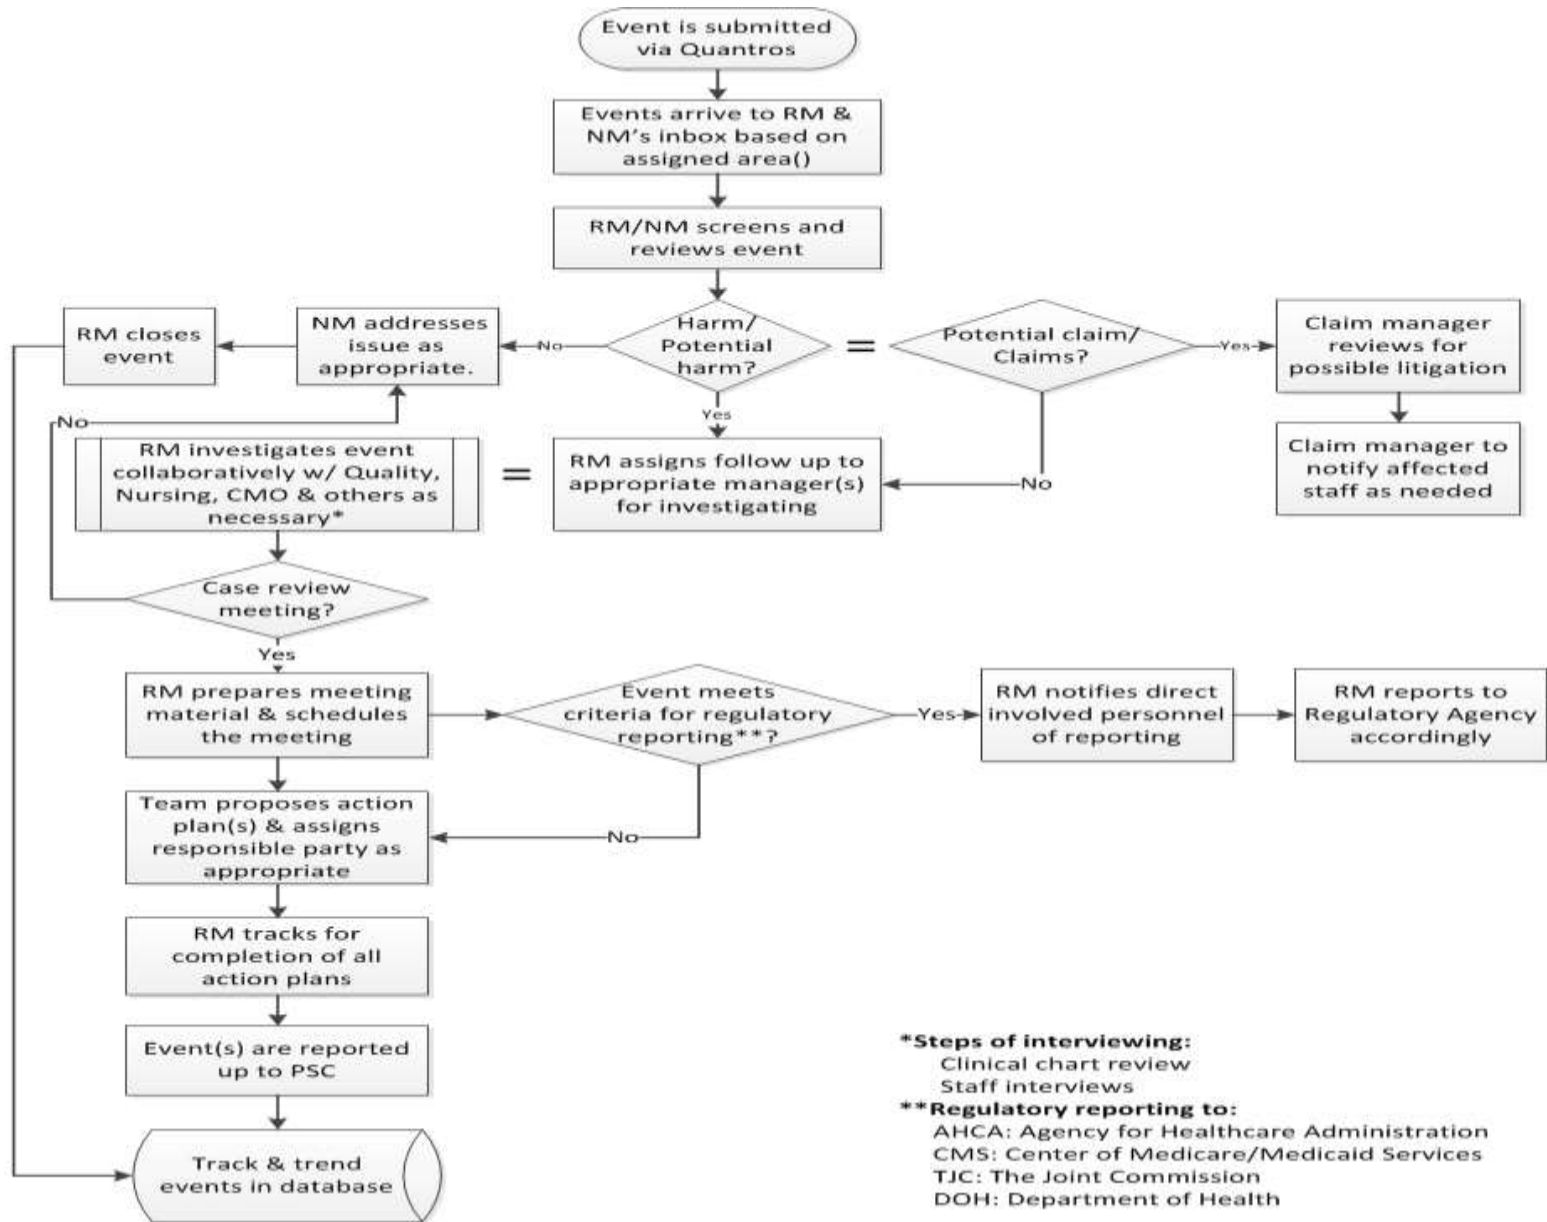 Event is submitted
via Quantros
Events arrive to RM &
NM's inbox based on
assigned area()
RM/NM screens and
reviews event
RM closes
event
NM addresses
issue as
appropriate.
No
Harm/
Potential
harm?
=
Potential claim/
Claims?
Yes
Claim manager
reviews for
possible litigation
Yes
No
RM investigates event
collaboratively w/ Quality,
Nursing, CMO & others as
necessary*
=
RM assigns follow up to
appropriate manager(s)
for investigating
No
Claim manager to
notify affected
staff as needed
Case review
meeting?
Yes
RM prepares meeting
material & schedules
the meeting
Event meets
criteria for regulatory
reporting**?
Yes
RM notifies direct
involved personnel
of reporting
RM reports to
Regulatory Agency
accordingly
Team proposes action
plan(s) & assigns
responsible party as
appropriate
No
RM tracks for
completion of all
action plans
Event(s) are reported
up to PSC
Track & trend
events in database
*Steps of interviewing:
Clinical chart review
Staff interviews
**Regulatory reporting to:
AHCA: Agency for Healthcare Administration
CMS: Center of Medicare/Medicaid Services
TJC: The Joint Commission
DOH: Department of Health